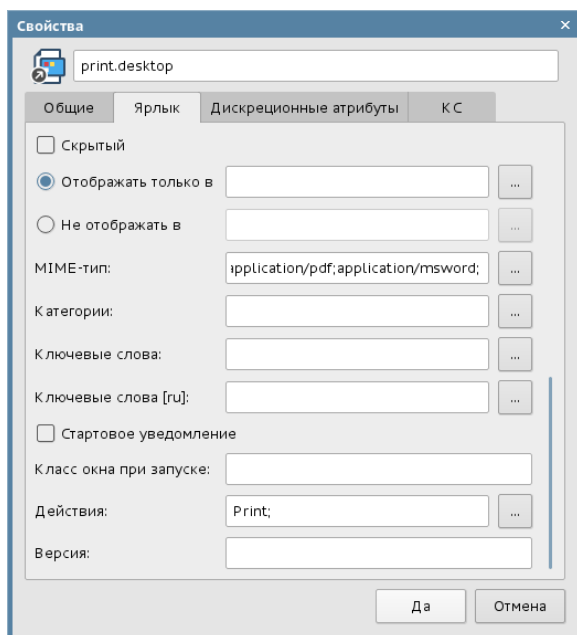 Свойства
print.desktop
Общие Ярлык Дискреционные атрибуты КС
Скрытый
Отображать только в ...
Не отображать в ...
MIME-тип: application/pdf;application/msword; ...
Категории: ...
Ключевые слова: ...
Ключевые слова [ru]: ...
Стартовое уведомление
Класс окна при запуске:
Действия: Print; ...
Версия:
Да Отмена